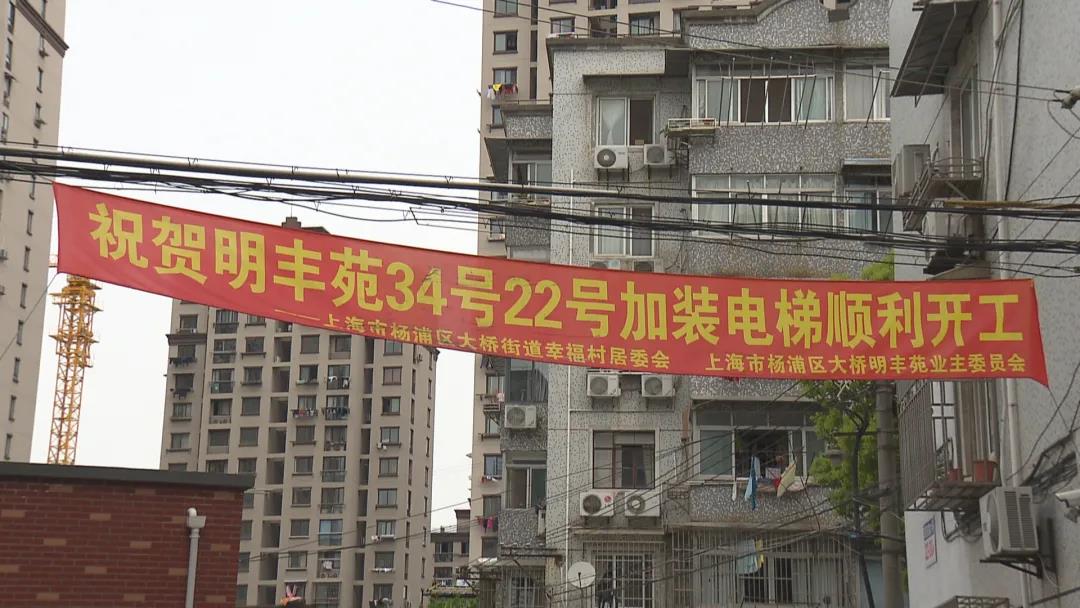 祝贺明丰苑34号22号加装电梯顺利开工
——上海市杨浦区大桥街道幸福村居委会 上海市杨浦区大桥明丰苑业主委员会